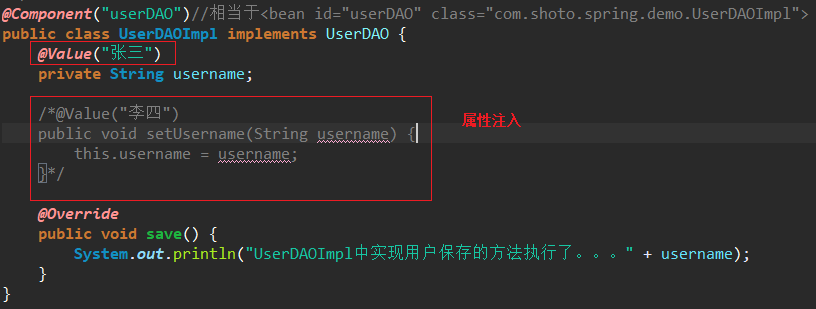 @Component("userDAO")//相当于<bean id="userDAO" class="com.shoto.spring.demo.UserDAOImpl">
public class UserDAOImpl implements UserDAO {
@Value("张三")
private String username;
/*@Value("李四")
public void setUsername(String username) {
this.username = username;
}*/
属性注入
@Override
public void save() {
System.out.println("UserDAOImpl中实现用户保存的方法执行了。。。" + username);
}
}